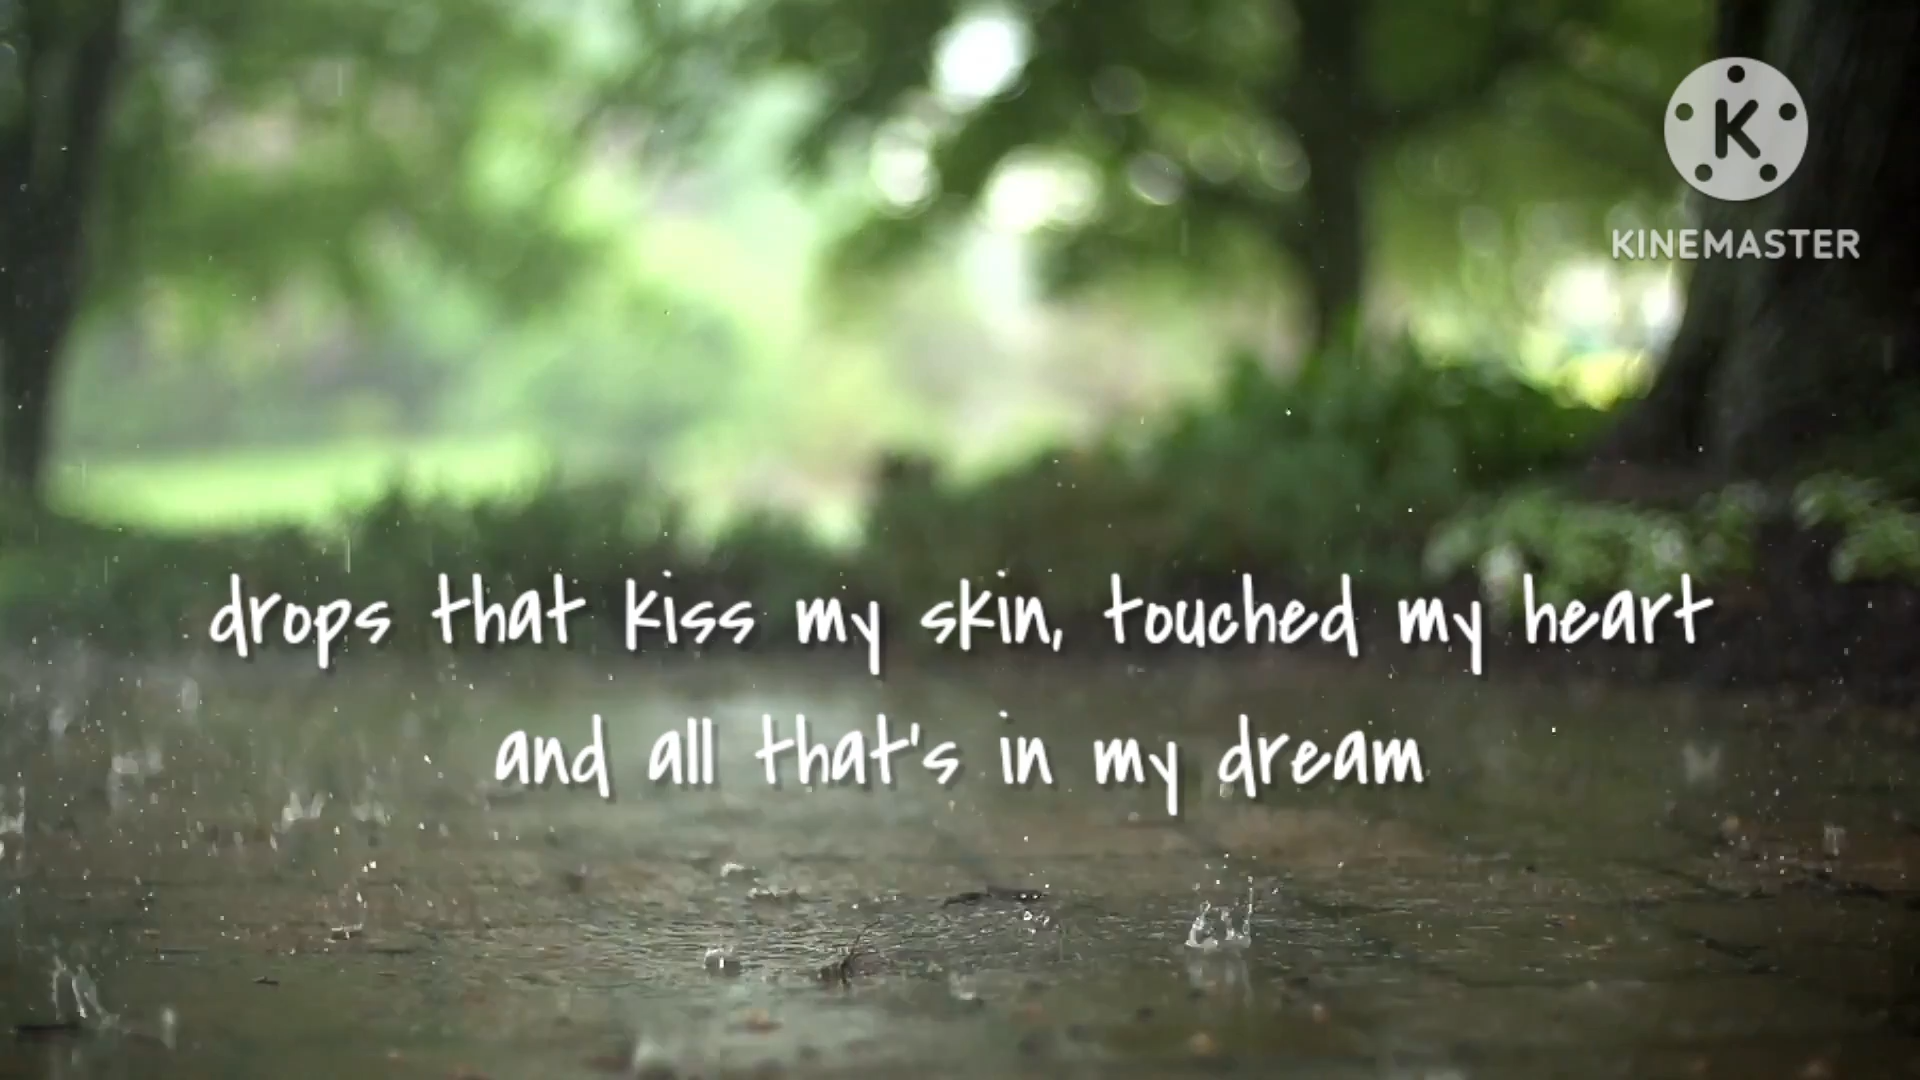 K
KINEMASTER
drops that kiss my skin, touched my heart
and all that's in my dream